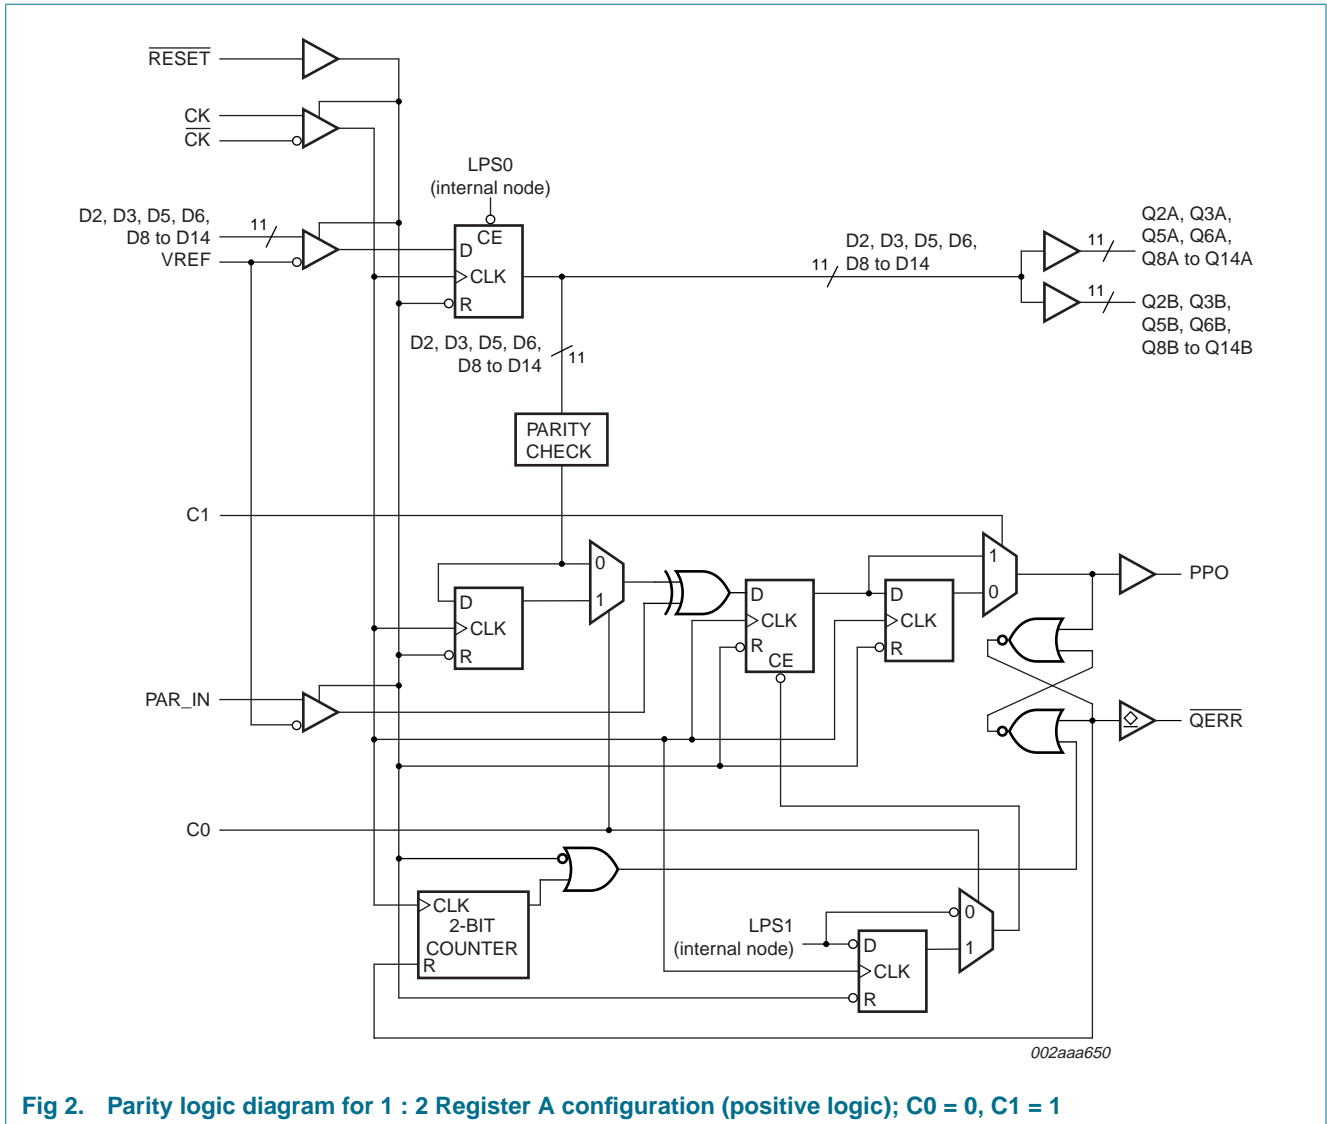 RESET
CK
CK
LPS0
(internal node)
D2, D3, D5, D6,
D8 to D14
11
VREF
CE
D
CLK
R
D2, D3, D5, D6,
D8 to D14
11
11
Q2A, Q3A,
Q5A, Q6A,
Q8A to Q14A
11
Q2B, Q3B,
Q5B, Q6B,
Q8B to Q14B
D2, D3, D5, D6,
D8 to D14
11
PARITY
CHECK
C1
0
1
D
CLK
R
D
CLK
R
CE
D
CLK
R
1
0
PPO
PAR_IN
QERR
C0
CLK
2-BIT
COUNTER
R
LPS1
(internal node)
D
CLK
R
0
1
002aaa650
Fig 2. Parity logic diagram for 1 : 2 Register A configuration (positive logic); C0 = 0, C1 = 1